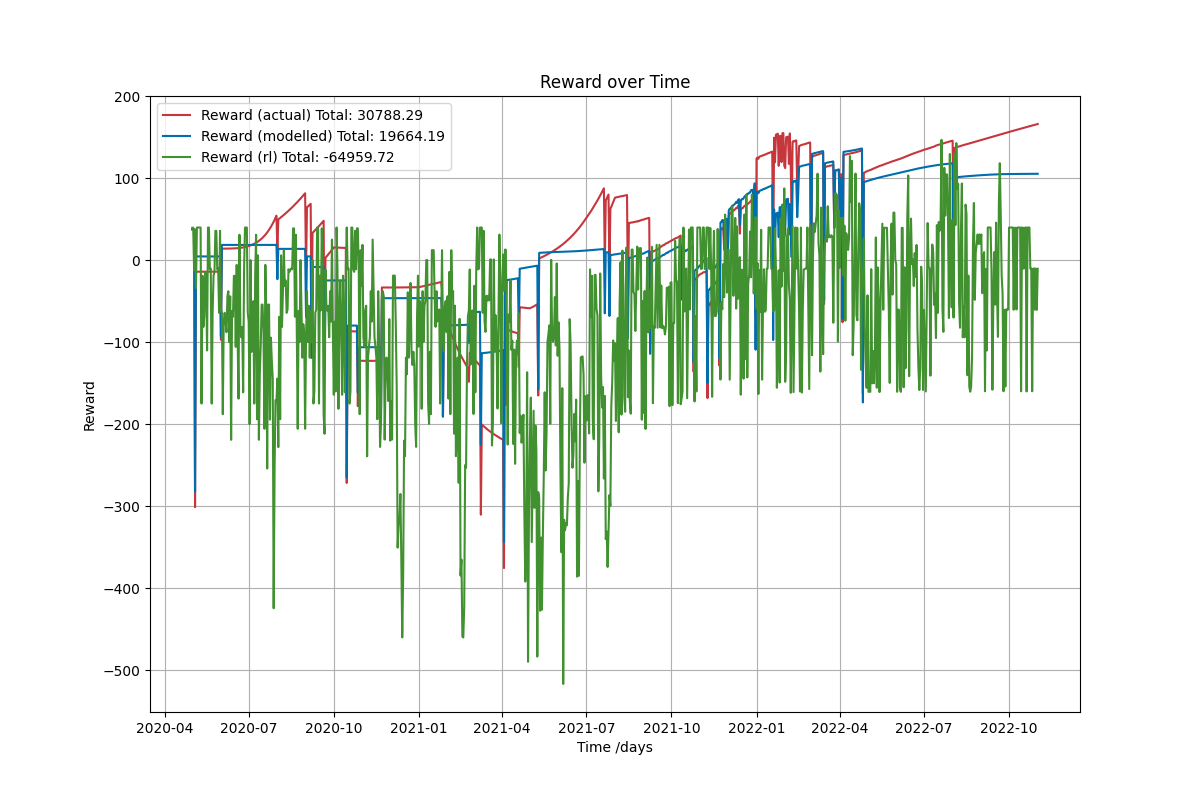 Reward over Time
Reward (actual) Total: 30788.29
Reward (modelled) Total: 19664.19
Reward (rl) Total: -64959.72
200
100
0
−100
−200
−300
−400
−500
Reward
2020-04 2020-07 2020-10 2021-01 2021-04 2021-07 2021-10 2022-01 2022-04 2022-07 2022-10
Time /days